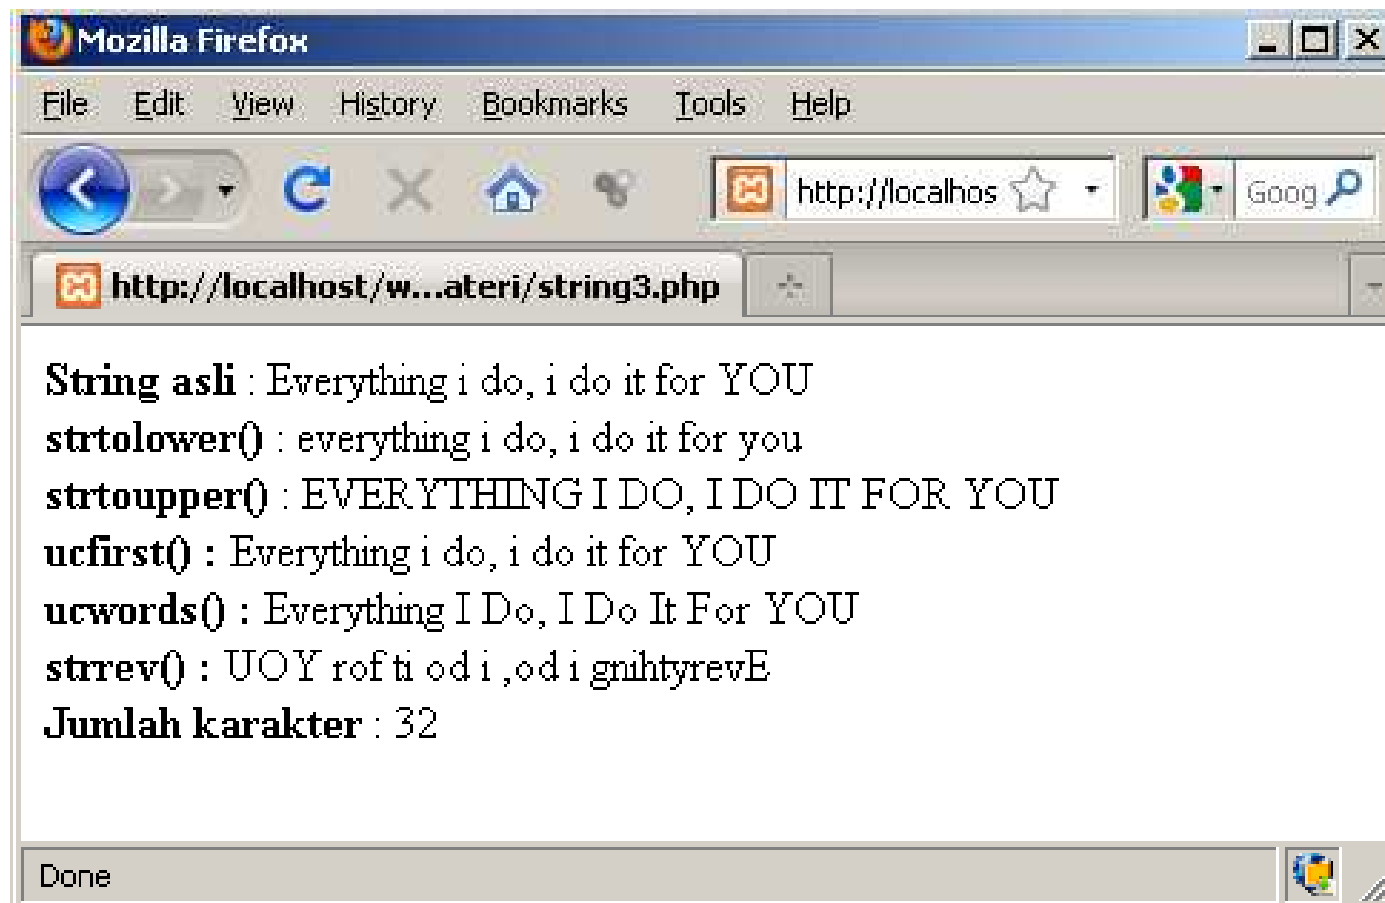 Mozilla Firefox
File Edit View History Bookmarks Tools Help
http://localhos Goog
http://localhost/w...ateri/string3.php
String asli : Everything i do, i do it for YOU
strtolower() : everything i do, i do it for you
strtoupper() : EVERYTHING I DO, I DO IT FOR YOU
ucfirst() : Everything i do, i do it for YOU
ucwords() : Everything I Do, I Do It For YOU
strrev() : UOY rof ti od i ,od i gnihtyrevE
Jumlah karakter : 32
Done